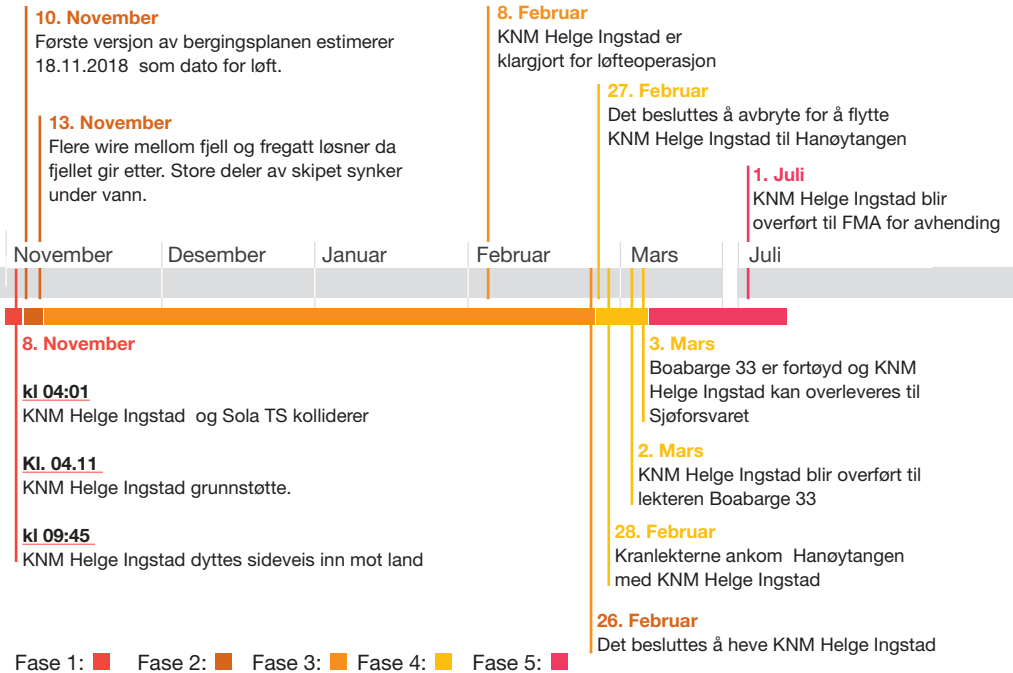 10. November
Første versjon av bergingsplanen estimerer
18.11.2018 som dato for løft.
13. November
Flere wire mellom fjell og fregatt løsner da
fjellet gir etter. Store deler av skipet synker
under vann.
8. Februar
KNM Helge Ingstad er
klargjort for løfteoperasjon
27. Februar
Det besluttes å avbryte for å flytte
KNM Helge Ingstad til Hanøytangen
1. Juli
KNM Helge Ingstad blir
overført til FMA for avhending
November Desember Januar Februar Mars Juli
8. November
kl 04:01
KNM Helge Ingstad og Sola TS kolliderer
Kl. 04.11
KNM Helge Ingstad grunnstøtte.
kl 09:45
KNM Helge Ingstad dyttes sideveis inn mot land
3. Mars
Boabarge 33 er fortøyd og KNM
Helge Ingstad kan overleveres til
Sjøforsvaret
2. Mars
KNM Helge Ingstad blir overført til
lekteren Boabarge 33
28. Februar
Kranlekterne ankom Hanøytangen
med KNM Helge Ingstad
26. Februar
Det besluttes å heve KNM Helge Ingstad
Fase 1: Fase 2: Fase 3: Fase 4: Fase 5: